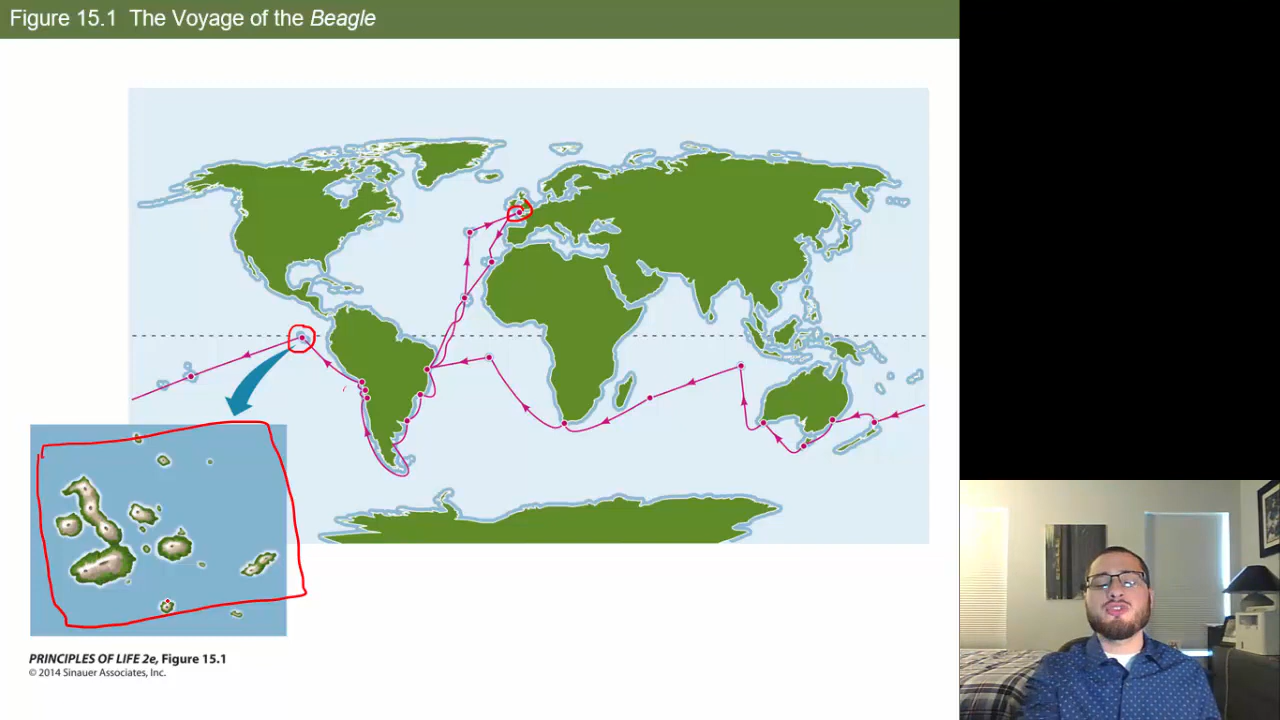 Figure 15.1 The Voyage of the Beagle
PRINCIPLES OF LIFE 2e, Figure 15.1
© 2014 Sinauer Associates, Inc.